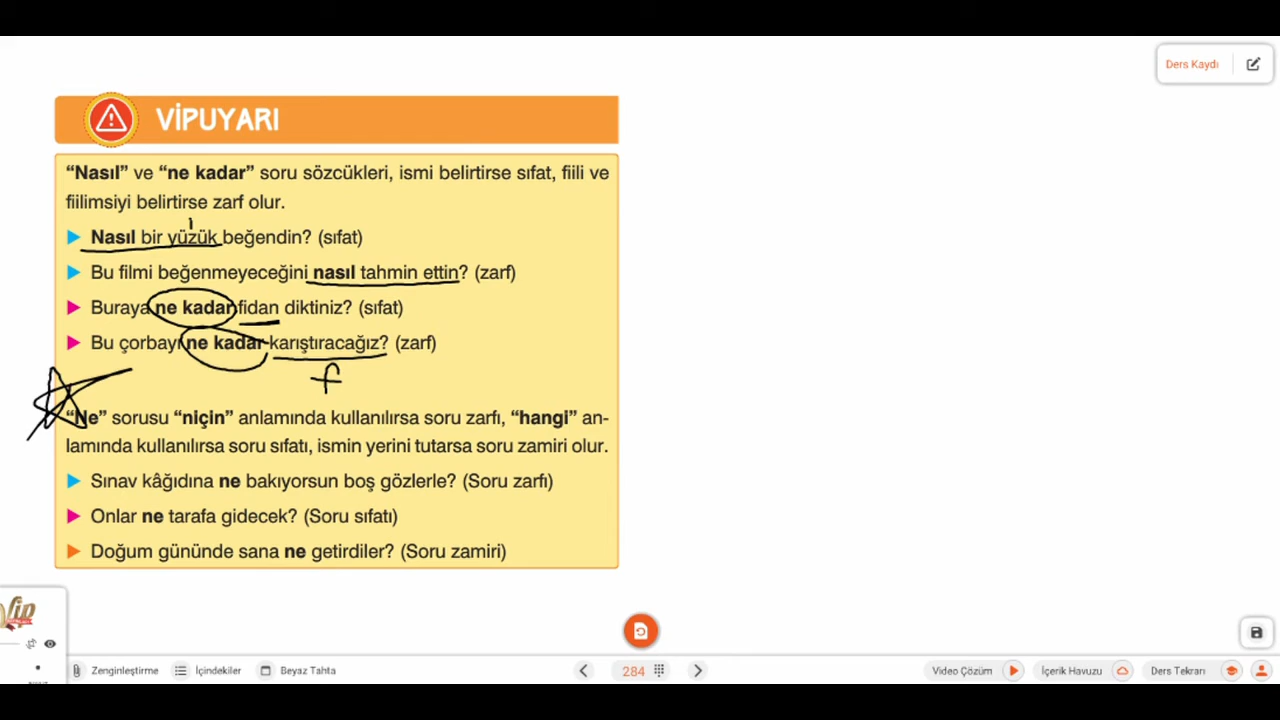 Ders Kaydı
VİPUYARI
“Nasıl” ve “ne kadar” soru sözcükleri, ismi belirtirse sıfat, fiili ve
fiilimsiyi belirtirse zarf olur.
i
Nasıl bir yüzük beğendin? (sıfat)
Bu filmi beğenmeyeceğini nasıl tahmin ettin? (zarf)
Buraya ne kadar fidan diktiniz? (sıfat)
Bu çorbayı ne kadar karıştıracağız? (zarf)
f
“Ne” sorusu “niçin” anlamında kullanılırsa soru zarfı, “hangi” an-
lamında kullanılırsa soru sıfatı, ismin yerini tutarsa soru zamiri olur.
Sınav kâğıdına ne bakıyorsun boş gözlerle? (Soru zarfı)
Onlar ne tarafa gidecek? (Soru sıfatı)
Doğum gününde sana ne getirdiler? (Soru zamiri)
Vip
Zenginleştirme İçindekiler Beyaz Tahta 284 Video Çözüm İçerik Havuzu Ders Tekrarı